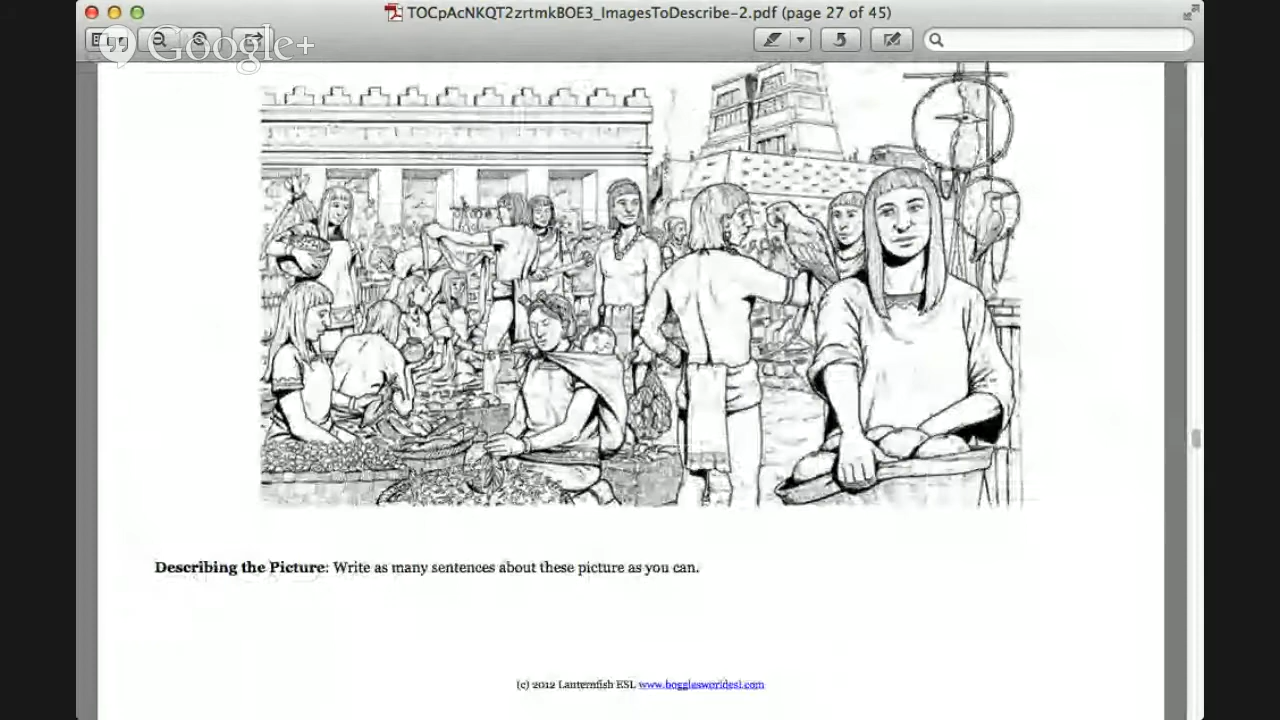 TOCpAcNKQT2zrtmkBOE3_ImagesToDescribe-2.pdf (page 27 of 45)
Google+
Describing the Picture: Write as many sentences about these picture as you can.
(c) 2012 Lanternfish ESL www.bogglesworldesl.com